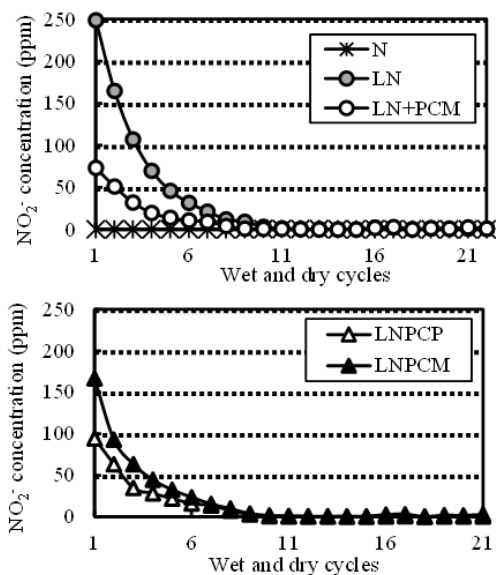 NO₂⁻ concentration (ppm)
250
200
150
100
50
0
N
LN
LN+PCM
1
6
11
16
21
Wet and dry cycles
NO₂⁻ concentration (ppm)
250
200
150
100
50
0
LNPCP
LNPCM
1
6
11
16
21
Wet and dry cycles